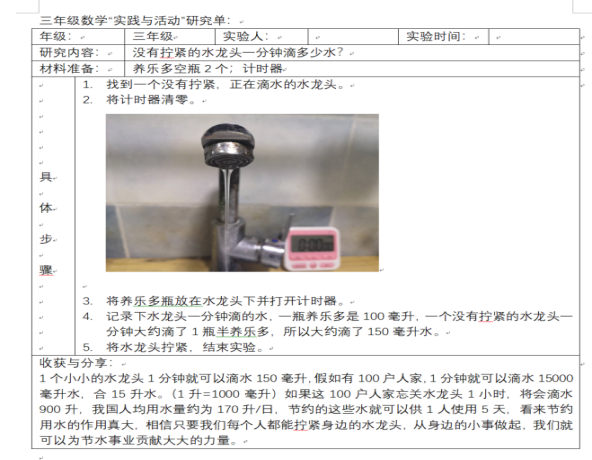 三年级数学“实践与活动”研究单：
年级： 三年级 实验人： 实验时间：
研究内容： 没有拧紧的水龙头一分钟滴多少水？
材料准备： 养乐多空瓶 2 个；计时器
具体步骤
1. 找到一个没有拧紧，正在滴水的水龙头。
2. 将计时器清零。
3. 将养乐多瓶放在水龙头下并打开计时器。
4. 记录下水龙头一分钟滴的水，一瓶养乐多是 100 毫升，一个没有拧紧的水龙头一
分钟大约滴了 1 瓶半养乐多，所以大约滴了 150 毫升水。
5. 将水龙头拧紧，结束实验。
收获与分享：
1 个小小的水龙头 1 分钟就可以滴水 150 毫升，假如有 100 户人家，1 分钟就可以滴水 15000
毫升水，合 15 升水。（1 升=1000 毫升）如果这 100 户人家忘关水龙头 1 小时，将会滴水
900 升，我国人均用水量约为 170 升/日，节约的这些水就可以供 1 人使用 5 天，看来节约
用水的作用真大，相信只要我们每个人都能拧紧身边的水龙头，从身边的小事做起，我们就
可以为节水事业贡献大大的力量。